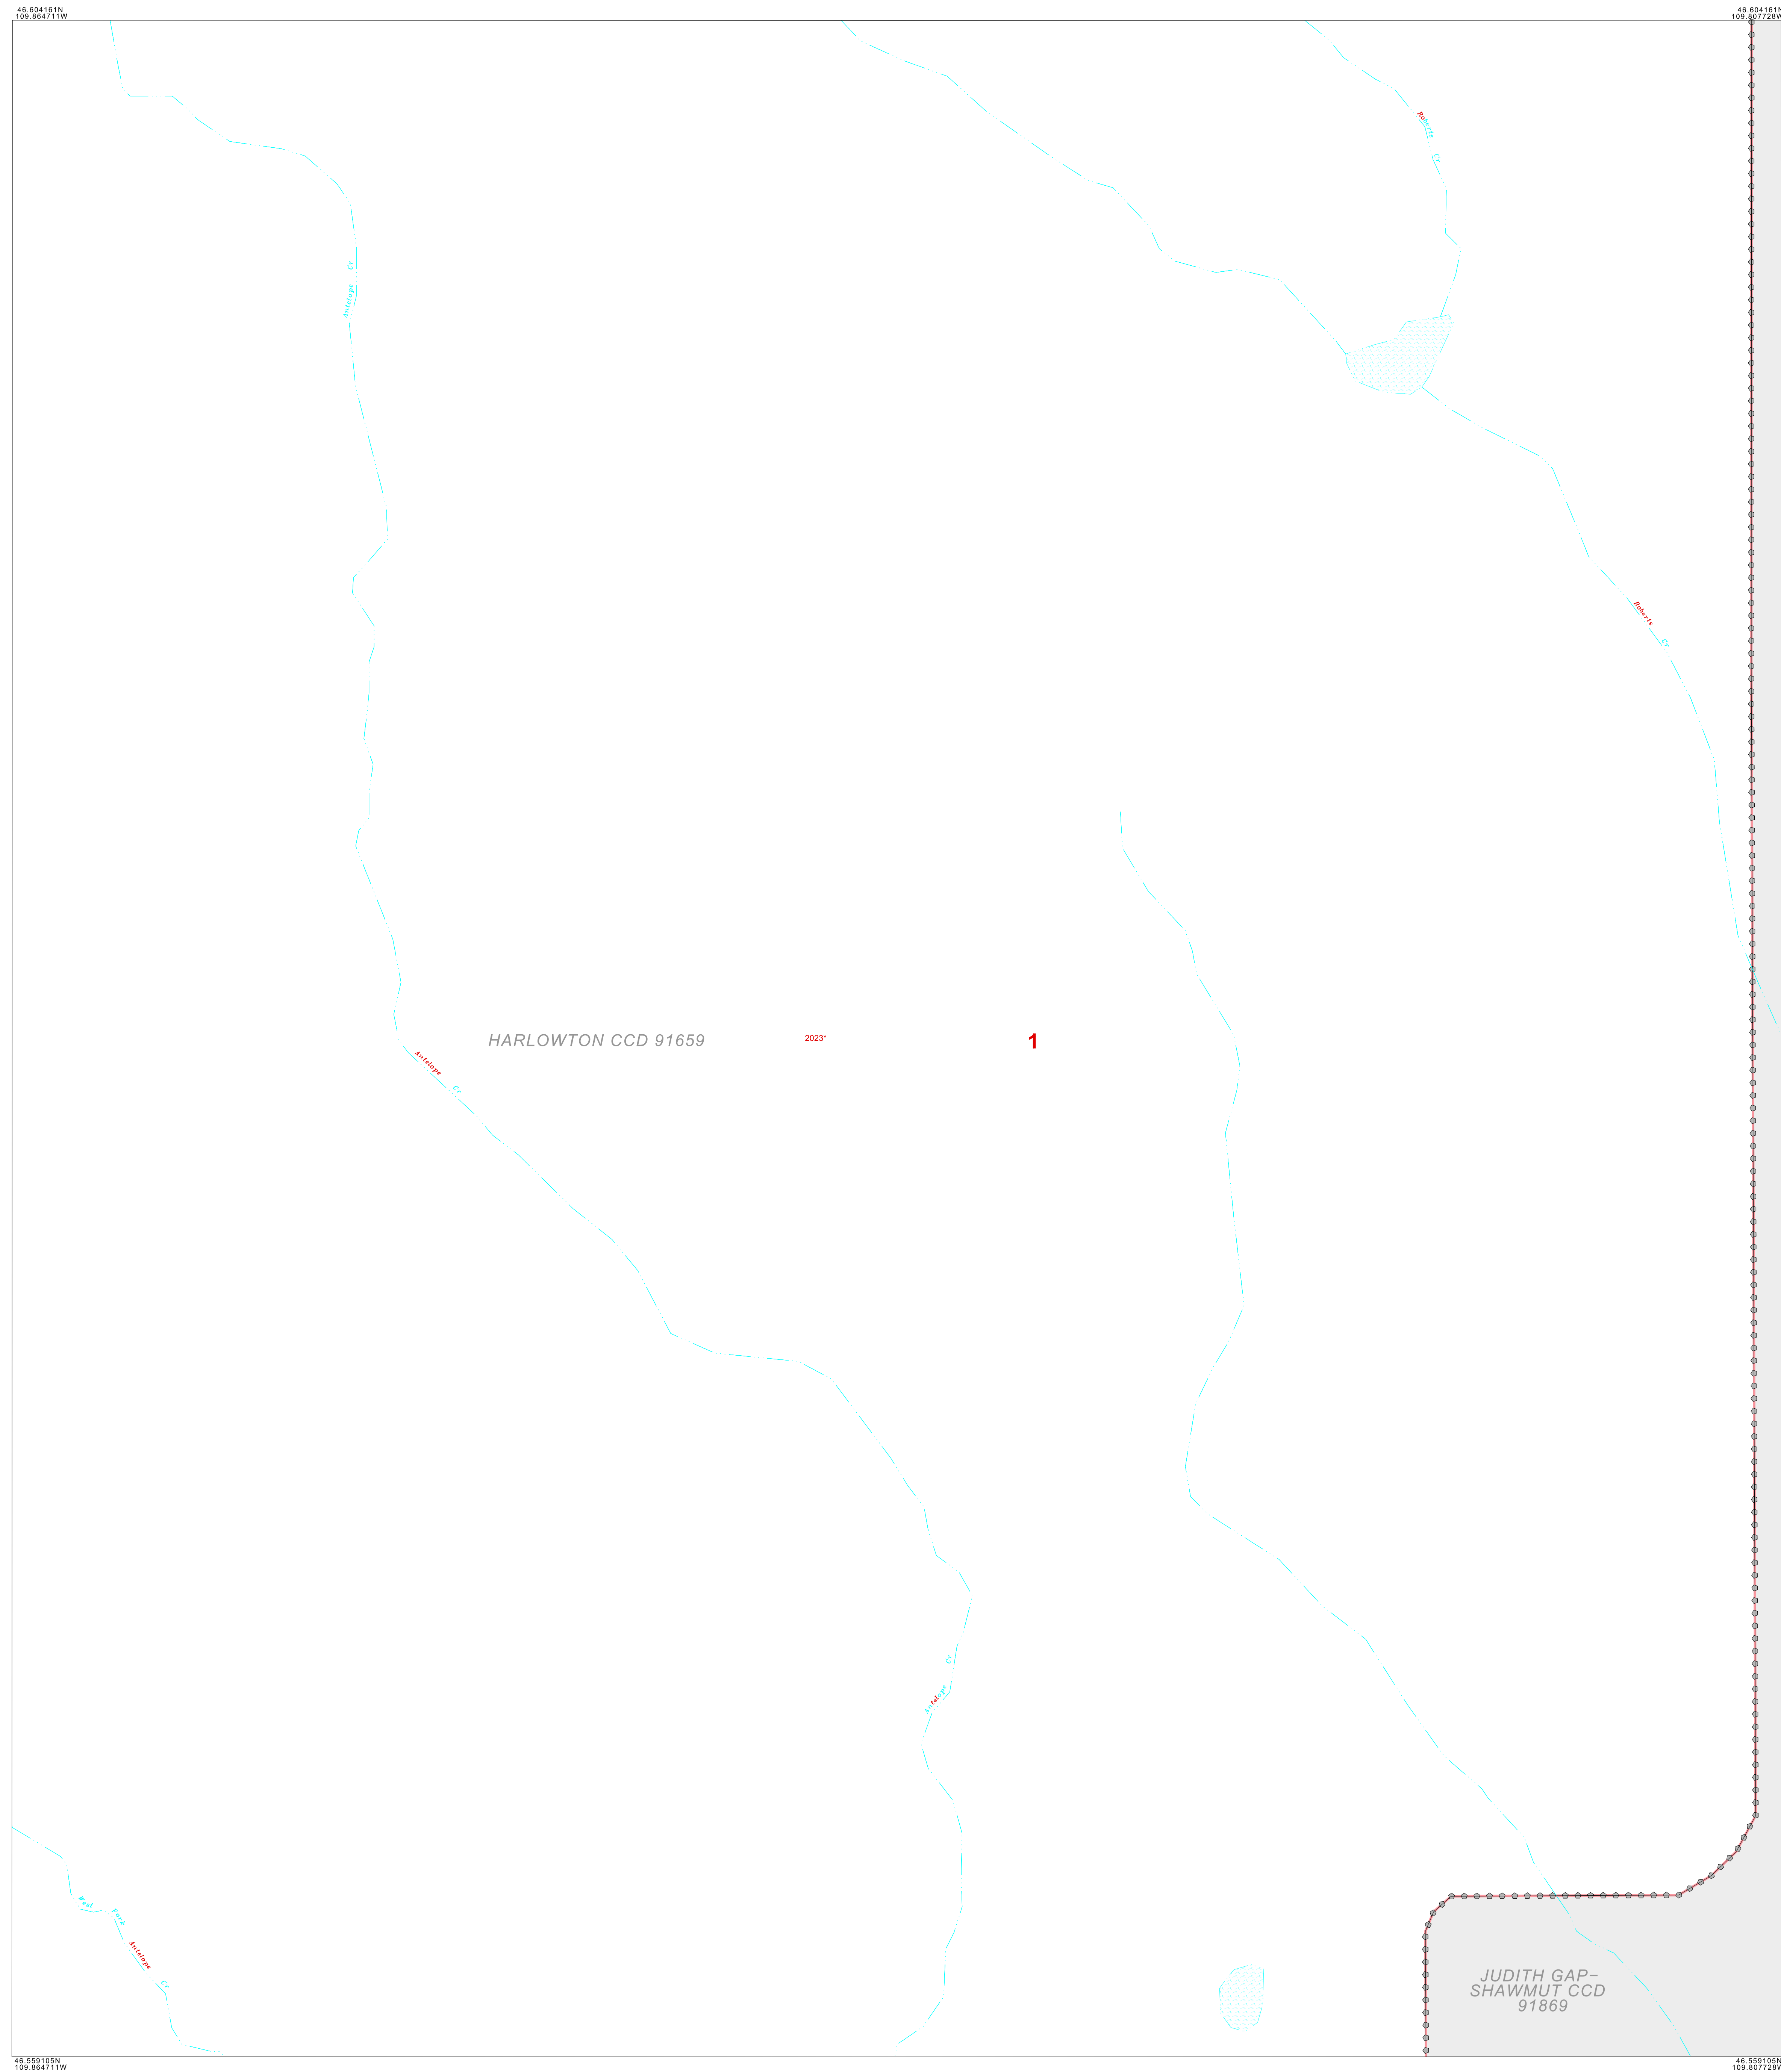 46.604161N
109.864711W
46.604161N
109.807728W
Roberts Cr
Antelope Cr
Roberts Cr
HARLOWTON CCD 91659
2023*
1
Antelope Cr
Antelope Cr
West Fork Antelope Cr
JUDITH GAP–
SHAWMUT CCD
91869
46.559105N
109.864711W
46.559105N
109.807728W